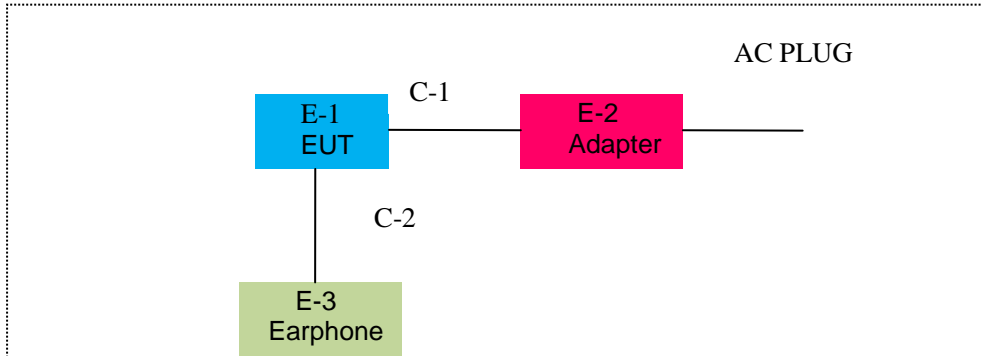 AC PLUG
C-1
E-1
EUT
E-2
Adapter
C-2
E-3
Earphone